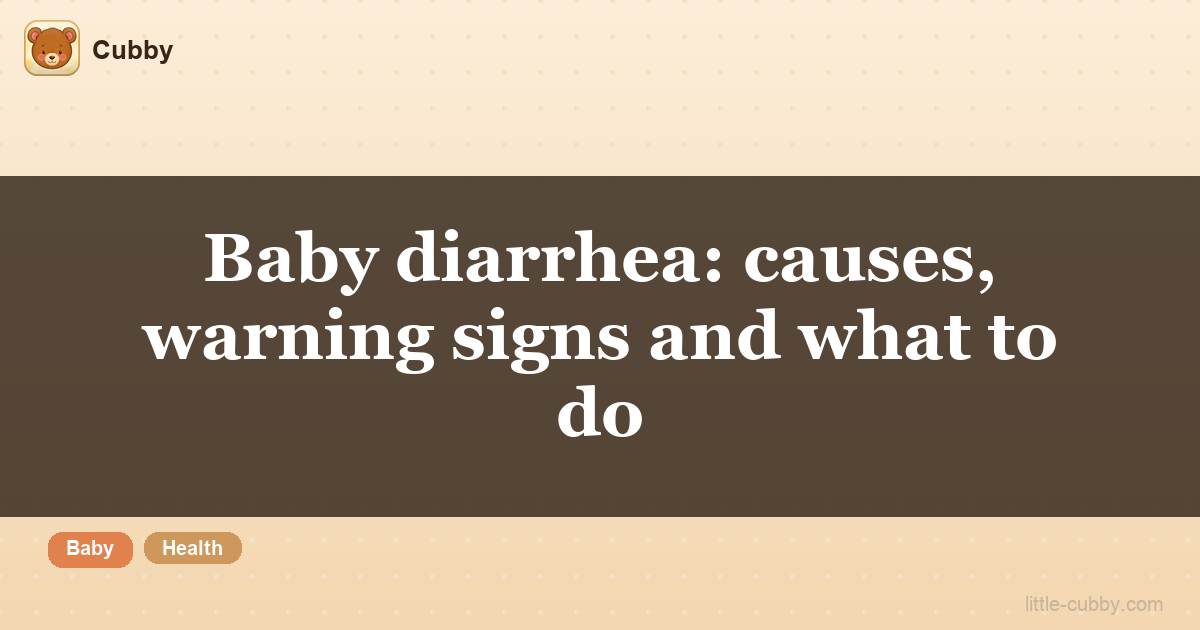 Cubby
Baby diarrhea: causes,
warning signs and what to
do
Baby
Health
little-cubby.com